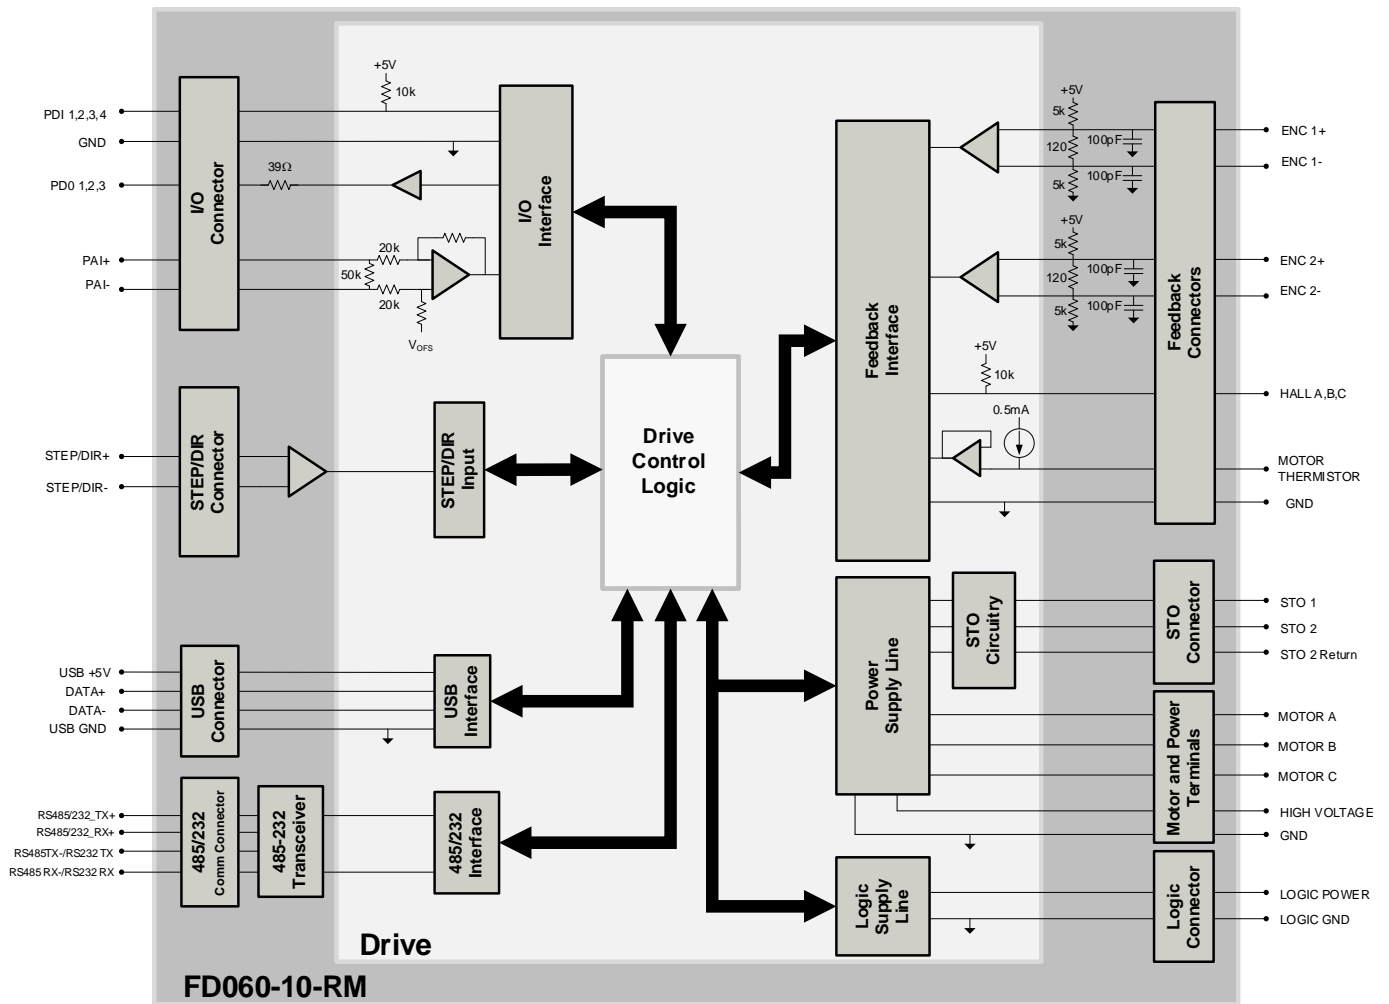 PDI 1,2,3,4
GND
PD0 1,2,3
PAI+
PAI-
I/O
Connector
+5V
10k
39Ω
20k
50k
20k
VOFS
I/O
Interface
STEP/DIR+
STEP/DIR-
STEP/DIR
Connector
STEP/DIR
Input
USB +5V
DATA+
DATA-
USB GND
USB
Connector
USB
Interface
RS485/232_TX+
RS485/232_RX+
RS485TX-/RS232 TX
RS485 RX-/RS232 RX
485/232
Comm Connector
485-232
Transceiver
485/232
Interface
Drive
Control
Logic
Feedback
Interface
+5V
5k
120
5k
100pF
100pF
+5V
5k
120
5k
100pF
100pF
+5V
10k
0.5mA
Feedback
Connectors
ENC 1+
ENC 1-
ENC 2+
ENC 2-
HALL A,B,C
MOTOR
THERMISTOR
GND
Power
Supply Line
STO
Circuitry
STO
Connector
STO 1
STO 2
STO 2 Return
Motor and Power
Terminals
MOTOR A
MOTOR B
MOTOR C
HIGH VOLTAGE
GND
Logic
Supply
Line
Logic
Connector
LOGIC POWER
LOGIC GND
Drive
FD060-10-RM